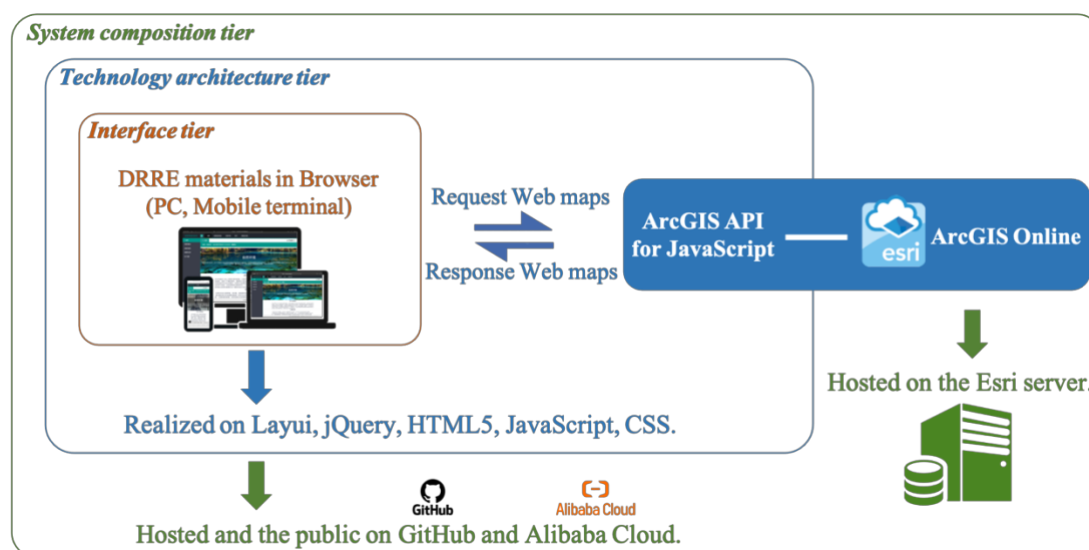 System composition tier
Technology architecture tier
Interface tier
DRRE materials in Browser
(PC, Mobile terminal)
Request Web maps
Response Web maps
ArcGIS API
for JavaScript
esri
ArcGIS Online
Realized on Layui, jQuery, HTML5, JavaScript, CSS.
Hosted on the Esri server.
GitHub
Alibaba Cloud
Hosted and the public on GitHub and Alibaba Cloud.